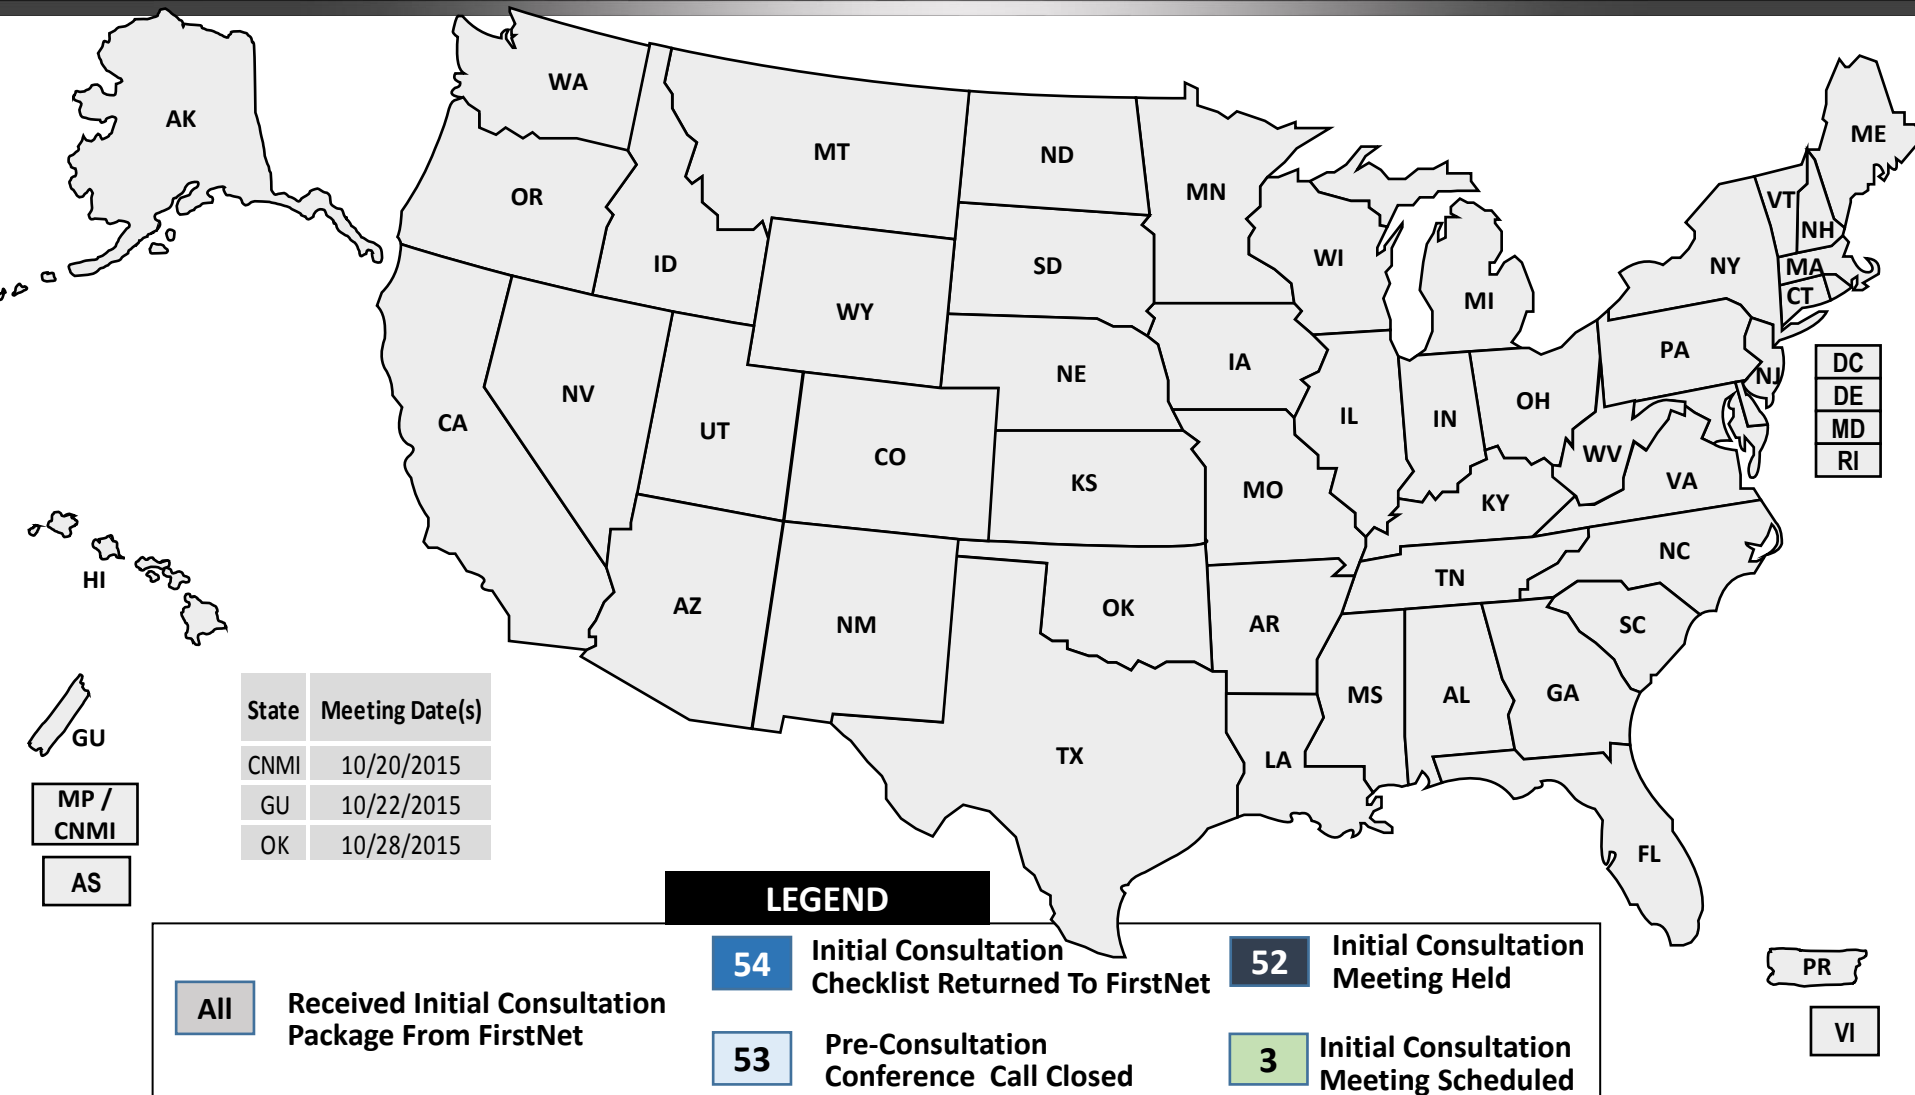 AK
WA
MT
ND
MN
ME
OR
ID
SD
WI
MI
VT
NH
NY
MA
CT
WY
NE
IA
PA
NJ
DC
DE
MD
RI
CA
NV
UT
CO
KS
MO
IL
IN
OH
WV
VA
KY
HI
AZ
NM
OK
AR
TN
NC
SC
MS
AL
GA
GU
TX
LA
FL
MP /
CNMI
AS
State Meeting Date(s)
CNMI 10/20/2015
GU 10/22/2015
OK 10/28/2015
PR
VI
LEGEND
All Received Initial Consultation
Package From FirstNet
54 Initial Consultation
Checklist Returned To FirstNet
53 Pre-Consultation
Conference Call Closed
52 Initial Consultation
Meeting Held
3 Initial Consultation
Meeting Scheduled